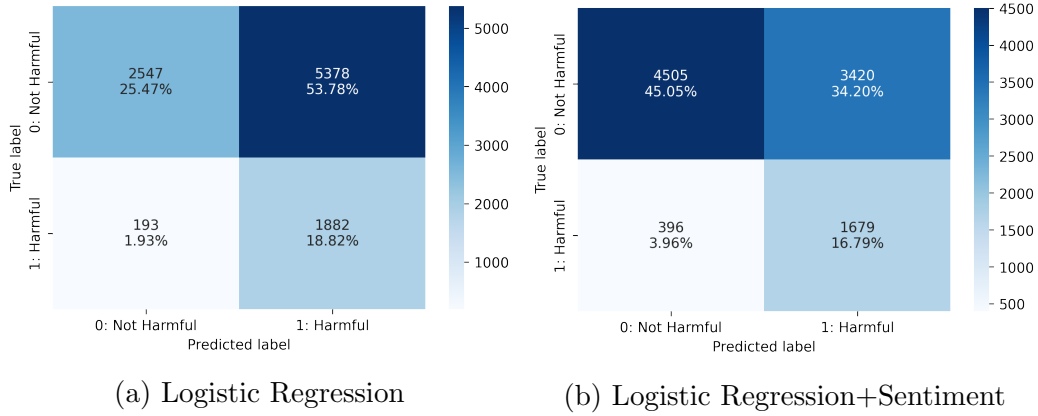 0: Not Harmful
1: Harmful
True label
2547
25.47%
5378
53.78%
193
1.93%
1882
18.82%
0: Not Harmful
1: Harmful
Predicted label
5000
4000
3000
2000
1000
(a) Logistic Regression
0: Not Harmful
1: Harmful
True label
4505
45.05%
3420
34.20%
396
3.96%
1679
16.79%
0: Not Harmful
1: Harmful
Predicted label
4500
4000
3500
3000
2500
2000
1500
1000
500
(b) Logistic Regression+Sentiment